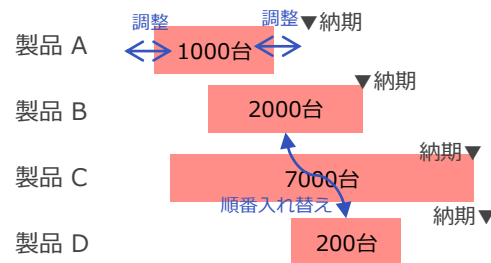 調整
調整
▼納期
製品 A
1000台
▼納期
製品 B
2000台
納期▼
製品 C
7000台
順番入れ替え
納期▼
製品 D
200台